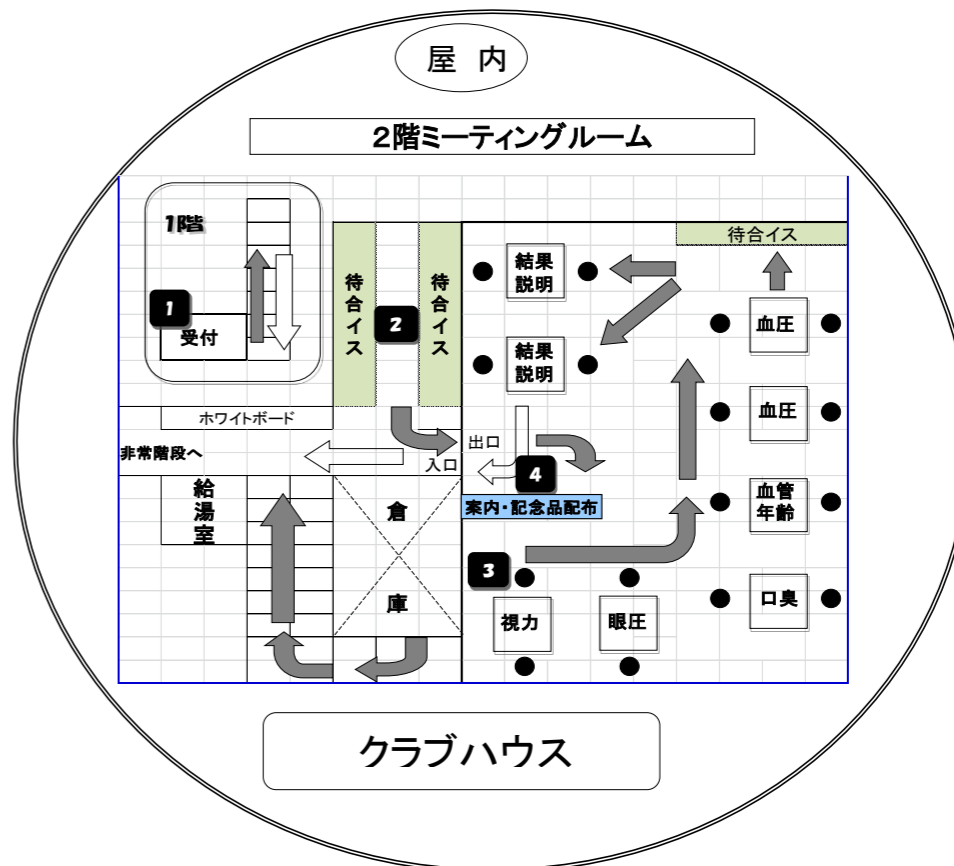 屋 内
2階ミーティングルーム
1階
1
受付
待合イス
2
待合イス
結果
説明
結果
説明
待合イス
血圧
血圧
血管
年齢
口臭
ホワイトボード
非常階段へ
出口
入口
4
案内・記念品配布
給湯室
倉
庫
3
視力
眼圧
クラブハウス